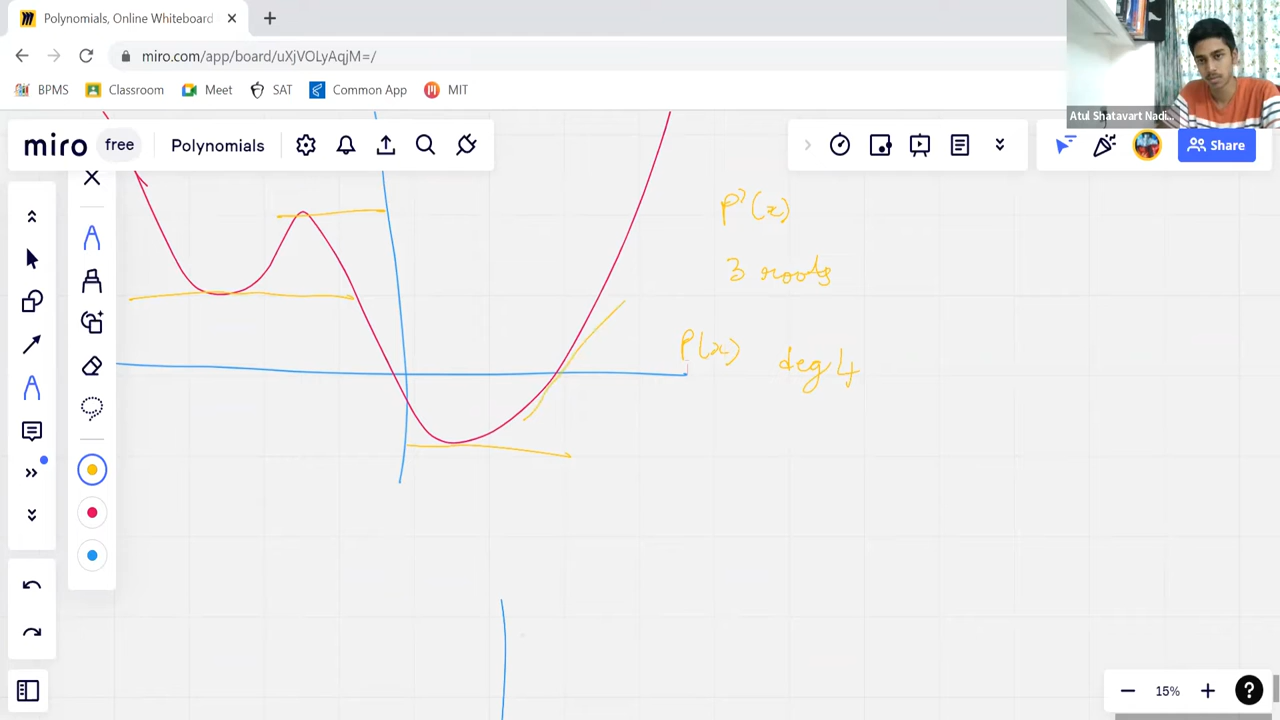 Polynomials, Online Whiteboard
miro.com/app/board/uXjVOLyAqjM=/
BPMS
Classroom
Meet
SAT
Common App
MIT
Atul Shatavart Nadi...
miro
free
Polynomials
Share
P'(x)
3 roots
P(x) deg 4
15%